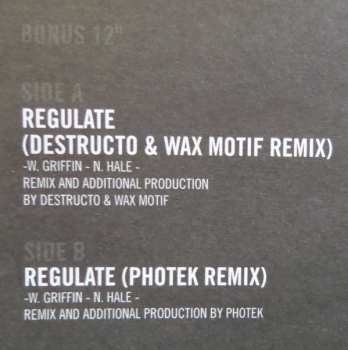 BONUS 12"
SIDE A
REGULATE
(DESTRUCTO & WAX MOTIF REMIX)
-W. GRIFFIN - N. HALE -
REMIX AND ADDITIONAL PRODUCTION
BY DESTRUCTO & WAX MOTIF
SIDE B
REGULATE (PHOTEK REMIX)
-W. GRIFFIN - N. HALE -
REMIX AND ADDITIONAL PRODUCTION BY PHOTEK